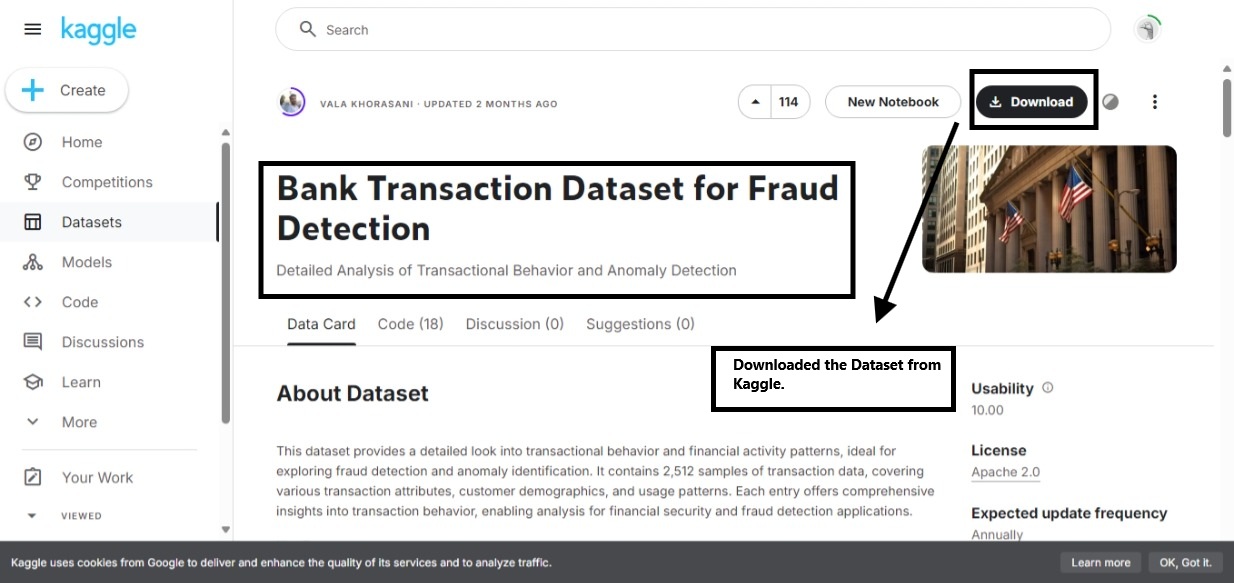 kaggle
Search
Create
Home
Competitions
Datasets
Models
Code
Discussions
Learn
More
Your Work
VIEWED
VALA KHORASANI · UPDATED 2 MONTHS AGO
114
New Notebook
Download
Bank Transaction Dataset for Fraud
Detection
Detailed Analysis of Transactional Behavior and Anomaly Detection
Data Card
Code (18)
Discussion (0)
Suggestions (0)
Downloaded the Dataset from
Kaggle.
About Dataset
This dataset provides a detailed look into transactional behavior and financial activity patterns, ideal for
exploring fraud detection and anomaly identification. It contains 2,512 samples of transaction data, covering
various transaction attributes, customer demographics, and usage patterns. Each entry offers comprehensive
insights into transaction behavior, enabling analysis for financial security and fraud detection applications.
Usability
10.00
License
Apache 2.0
Expected update frequency
Annually
Kaggle uses cookies from Google to deliver and enhance the quality of its services and to analyze traffic.
Learn more
OK, Got it.